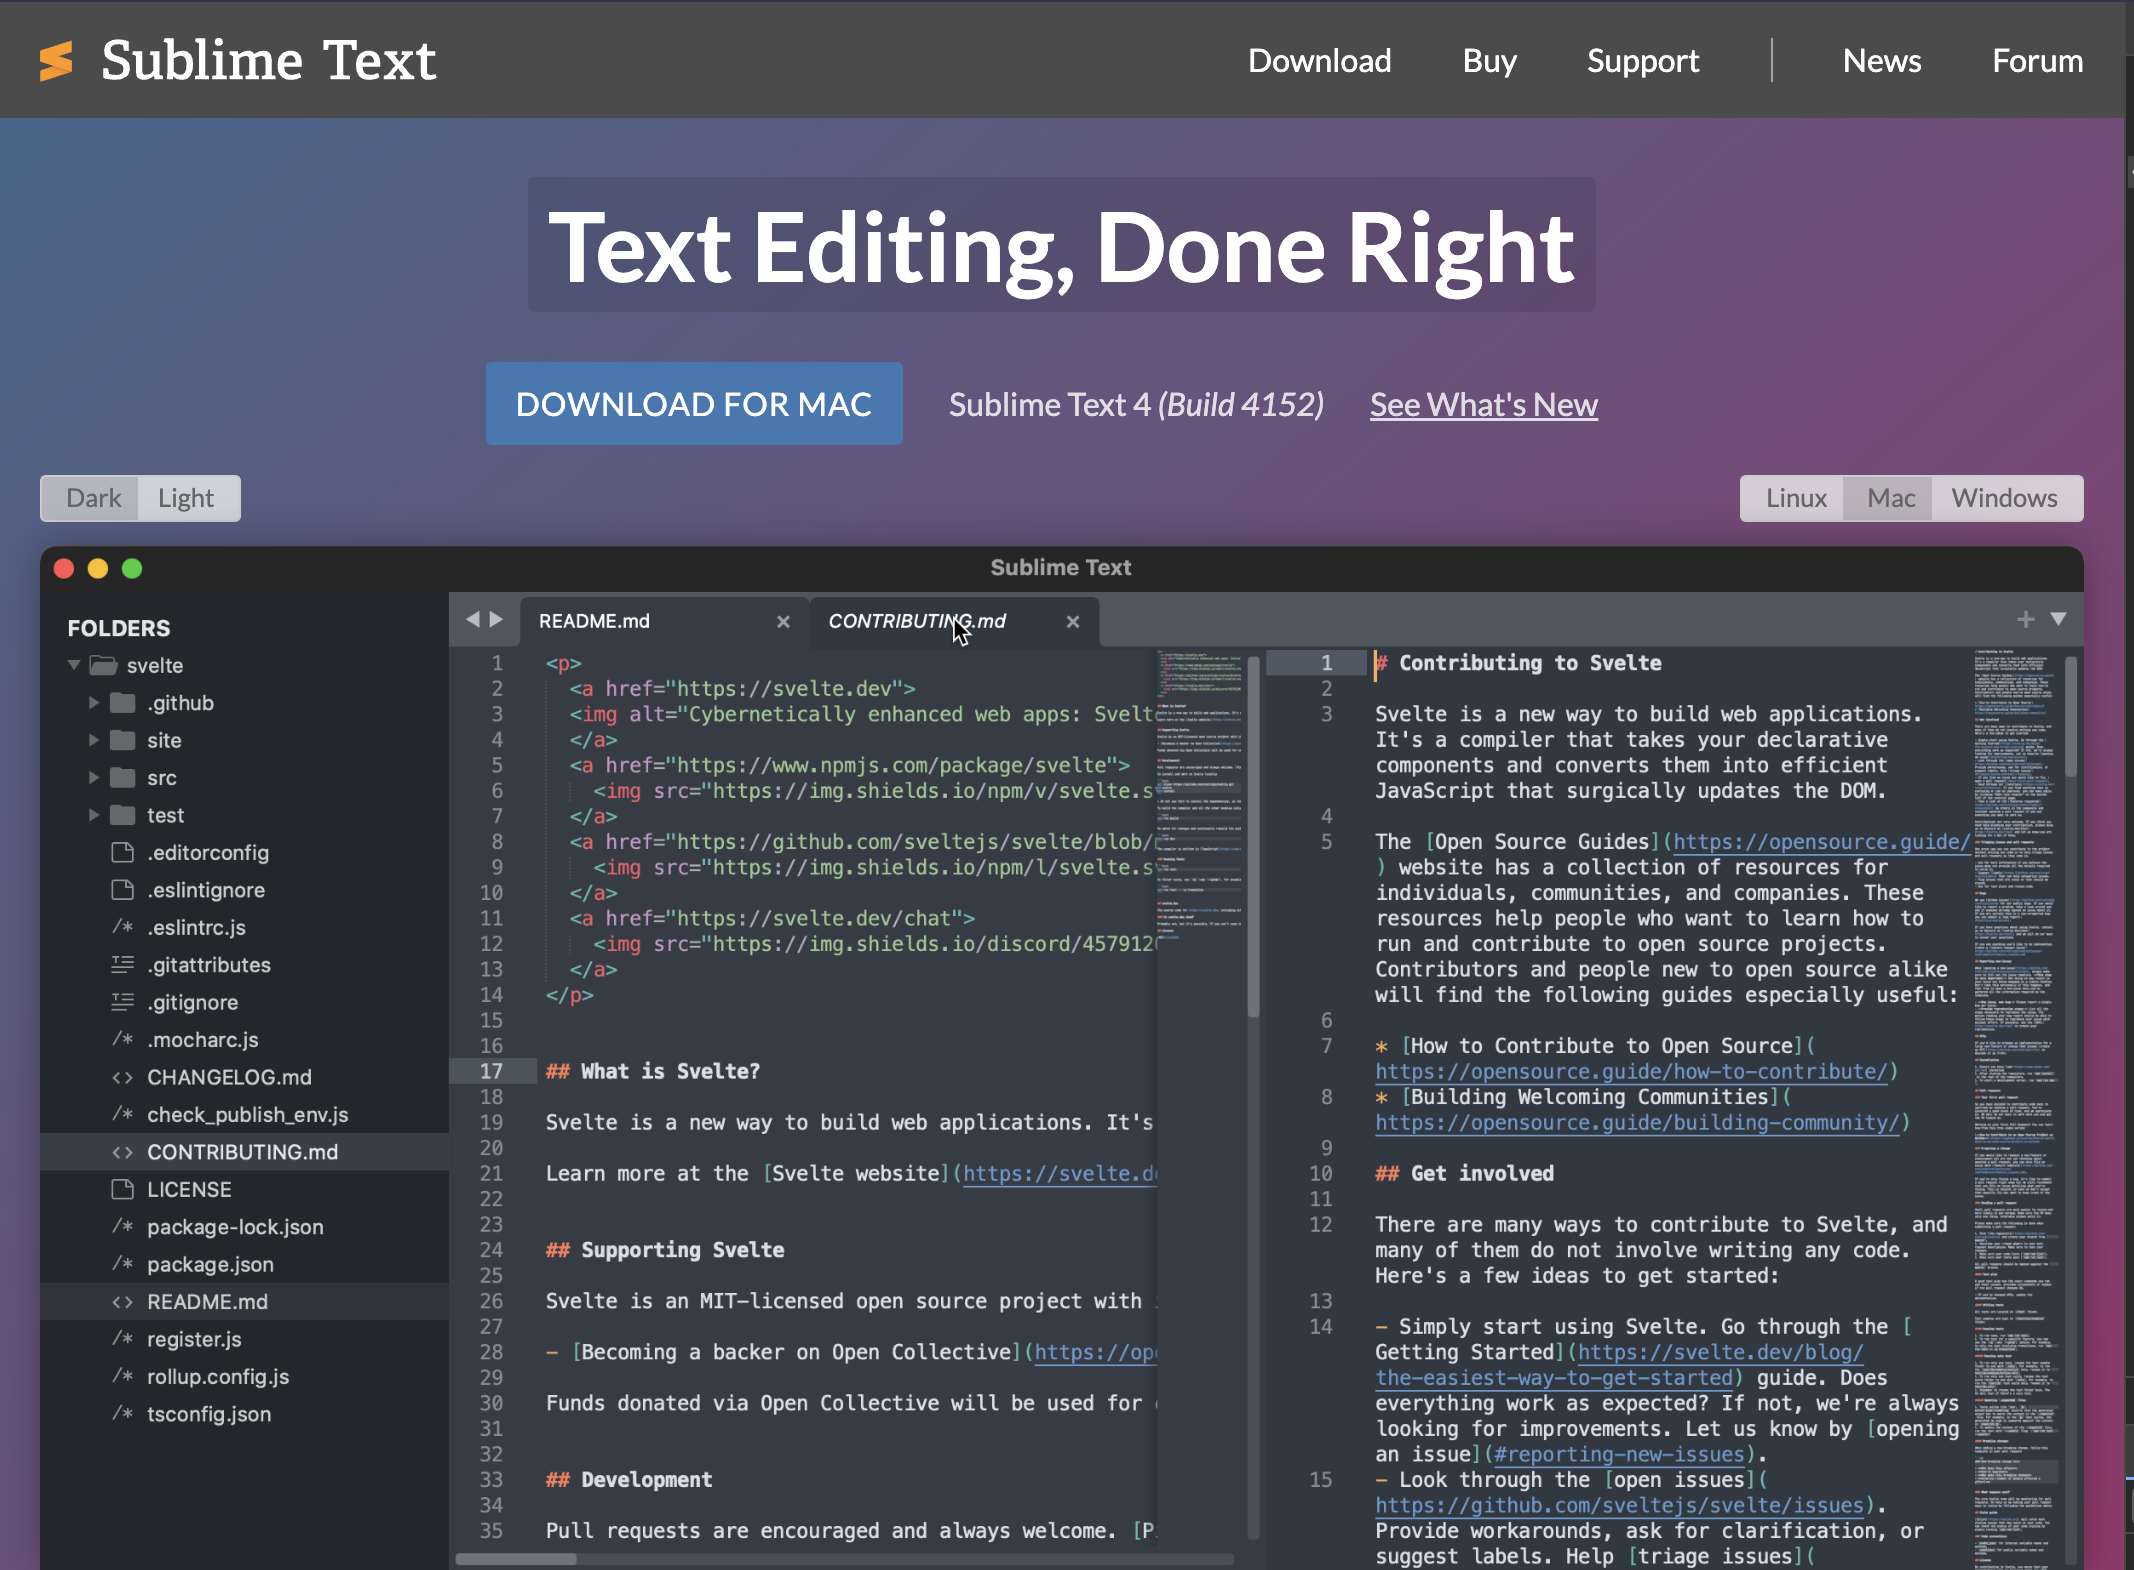 Sublime Text
Download Buy Support News Forum
Text Editing, Done Right
DOWNLOAD FOR MAC
Sublime Text 4 (Build 4152)
See What's New
Dark Light
Linux Mac Windows
Sublime Text
FOLDERS
svelte
.github
site
src
test
.editorconfig
.eslintignore
/* .eslintrc.js
.gitattributes
.gitignore
/* .mocharc.js
<> CHANGELOG.md
/* check_publish_env.js
<> CONTRIBUTING.md
LICENSE
/* package-lock.json
/* package.json
<> README.md
/* register.js
/* rollup.config.js
/* tsconfig.json
README.md ×
CONTRIBUTING.md ×
1 <p>
2 <a href="https://svelte.dev">
3 <img alt="Cybernetically enhanced web apps: Svelt
4 </a>
5 <a href="https://www.npmjs.com/package/svelte">
6 <img src="https://img.shields.io/npm/v/svelte.s
7 </a>
8 <a href="https://github.com/sveltejs/svelte/blob/
9 <img src="https://img.shields.io/npm/l/svelte.s
10 </a>
11 <a href="https://svelte.dev/chat">
12 <img src="https://img.shields.io/discord/457912
13 </a>
14 </p>
15
16
17 ## What is Svelte?
18
19 Svelte is a new way to build web applications. It's
20
21 Learn more at the [Svelte website](https://svelte.de
22
23
24 ## Supporting Svelte
25
26 Svelte is an MIT-licensed open source project with
27
28 - [Becoming a backer on Open Collective](https://ope
29
30 Funds donated via Open Collective will be used for
31
32
33 ## Development
34
35 Pull requests are encouraged and always welcome. [P
1 # Contributing to Svelte
2
3 Svelte is a new way to build web applications.
It's a compiler that takes your declarative
components and converts them into efficient
JavaScript that surgically updates the DOM.
4
5 The [Open Source Guides](https://opensource.guide/
) website has a collection of resources for
individuals, communities, and companies. These
resources help people who want to learn how to
run and contribute to open source projects.
Contributors and people new to open source alike
will find the following guides especially useful:
6
7 * [How to Contribute to Open Source](
https://opensource.guide/how-to-contribute/)
8 * [Building Welcoming Communities](
https://opensource.guide/building-community/)
9
10 ## Get involved
11
12 There are many ways to contribute to Svelte, and
many of them do not involve writing any code.
Here's a few ideas to get started:
13
14 - Simply start using Svelte. Go through the [
Getting Started](https://svelte.dev/blog/
the-easiest-way-to-get-started) guide. Does
everything work as expected? If not, we're always
looking for improvements. Let us know by [opening
an issue](#reporting-new-issues).
15 - Look through the [open issues](
https://github.com/sveltejs/svelte/issues).
Provide workarounds, ask for clarification, or
suggest labels. Help [triage issues](